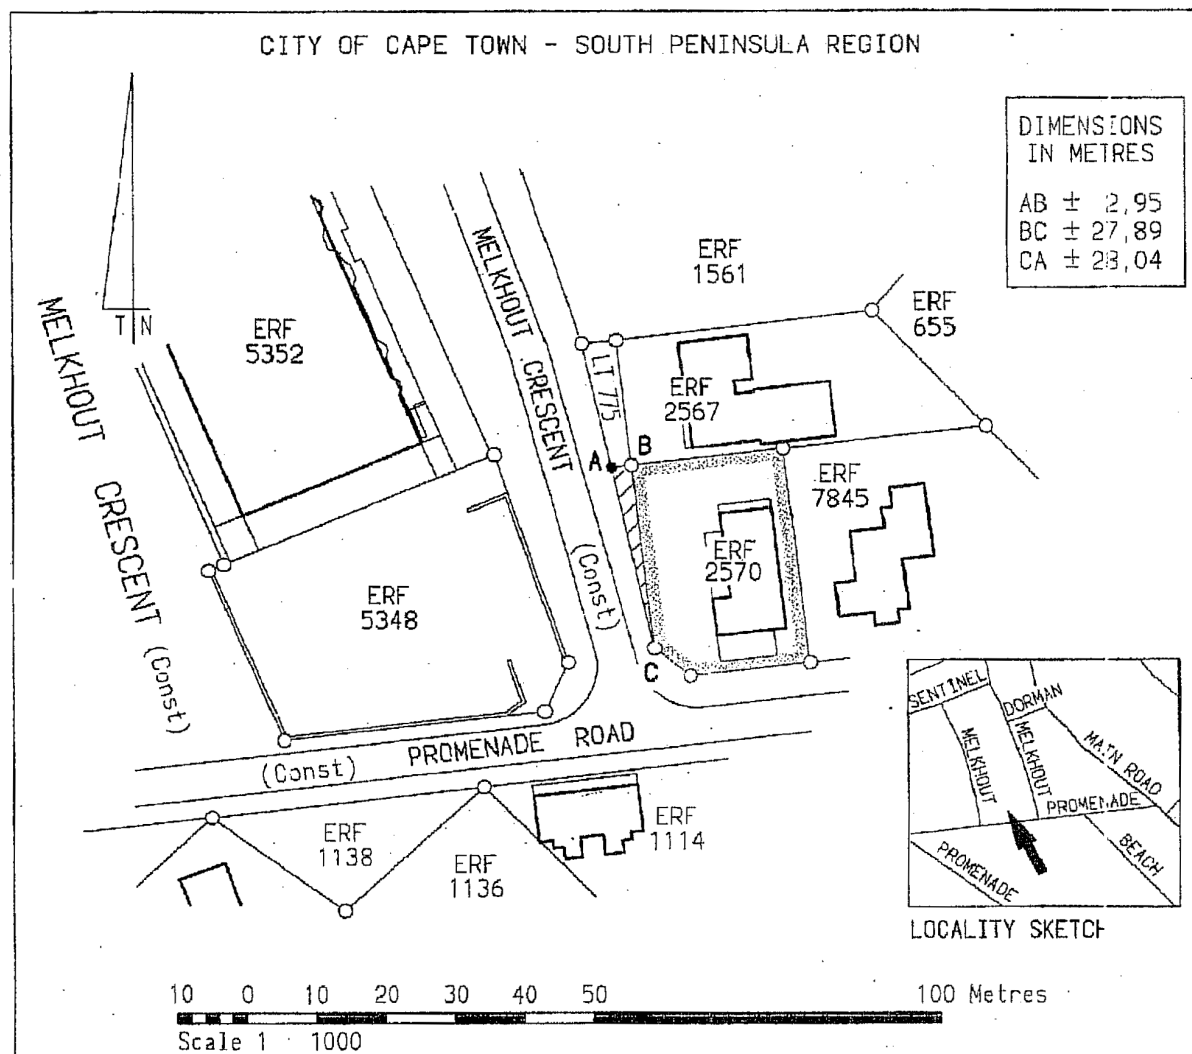 CITY OF CAPE TOWN - SOUTH PENINSULA REGION
DIMENSIONS
IN METRES
AB ± 2,95
BC ± 27,89
CA ± 28,04
T N
MELKHOUT CRESCENT (Const)
ERF
5352
MELKHOUT CRESCENT
(Const)
ERF
1561
ERF
655
LT 775
ERF
2567
A
B
ERF
7845
ERF
2570
ERF
5348
C
PROMENADE ROAD
(Const)
ERF
1138
ERF
1136
ERF
1114
SENTINEL
DORMAN
MELKHOUT
MELKHOUT
MAIN ROAD
PROMENADE
PROMENADE
BEACH
LOCALITY SKETCH
10 0 10 20 30 40 50 100 Metres
Scale 1 : 1000